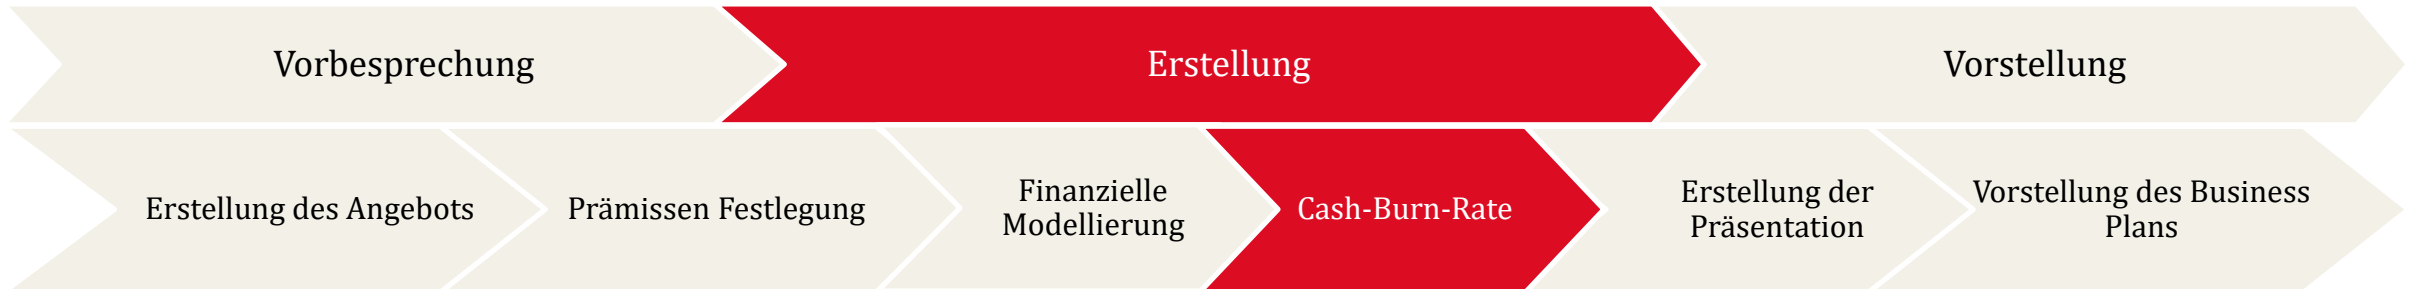 Vorbesprechung
Erstellung
Vorstellung
Erstellung des Angebots
Prämissen Festlegung
Finanzielle
Modellierung
Cash-Burn-Rate
Erstellung der
Präsentation
Vorstellung des Business
Plans